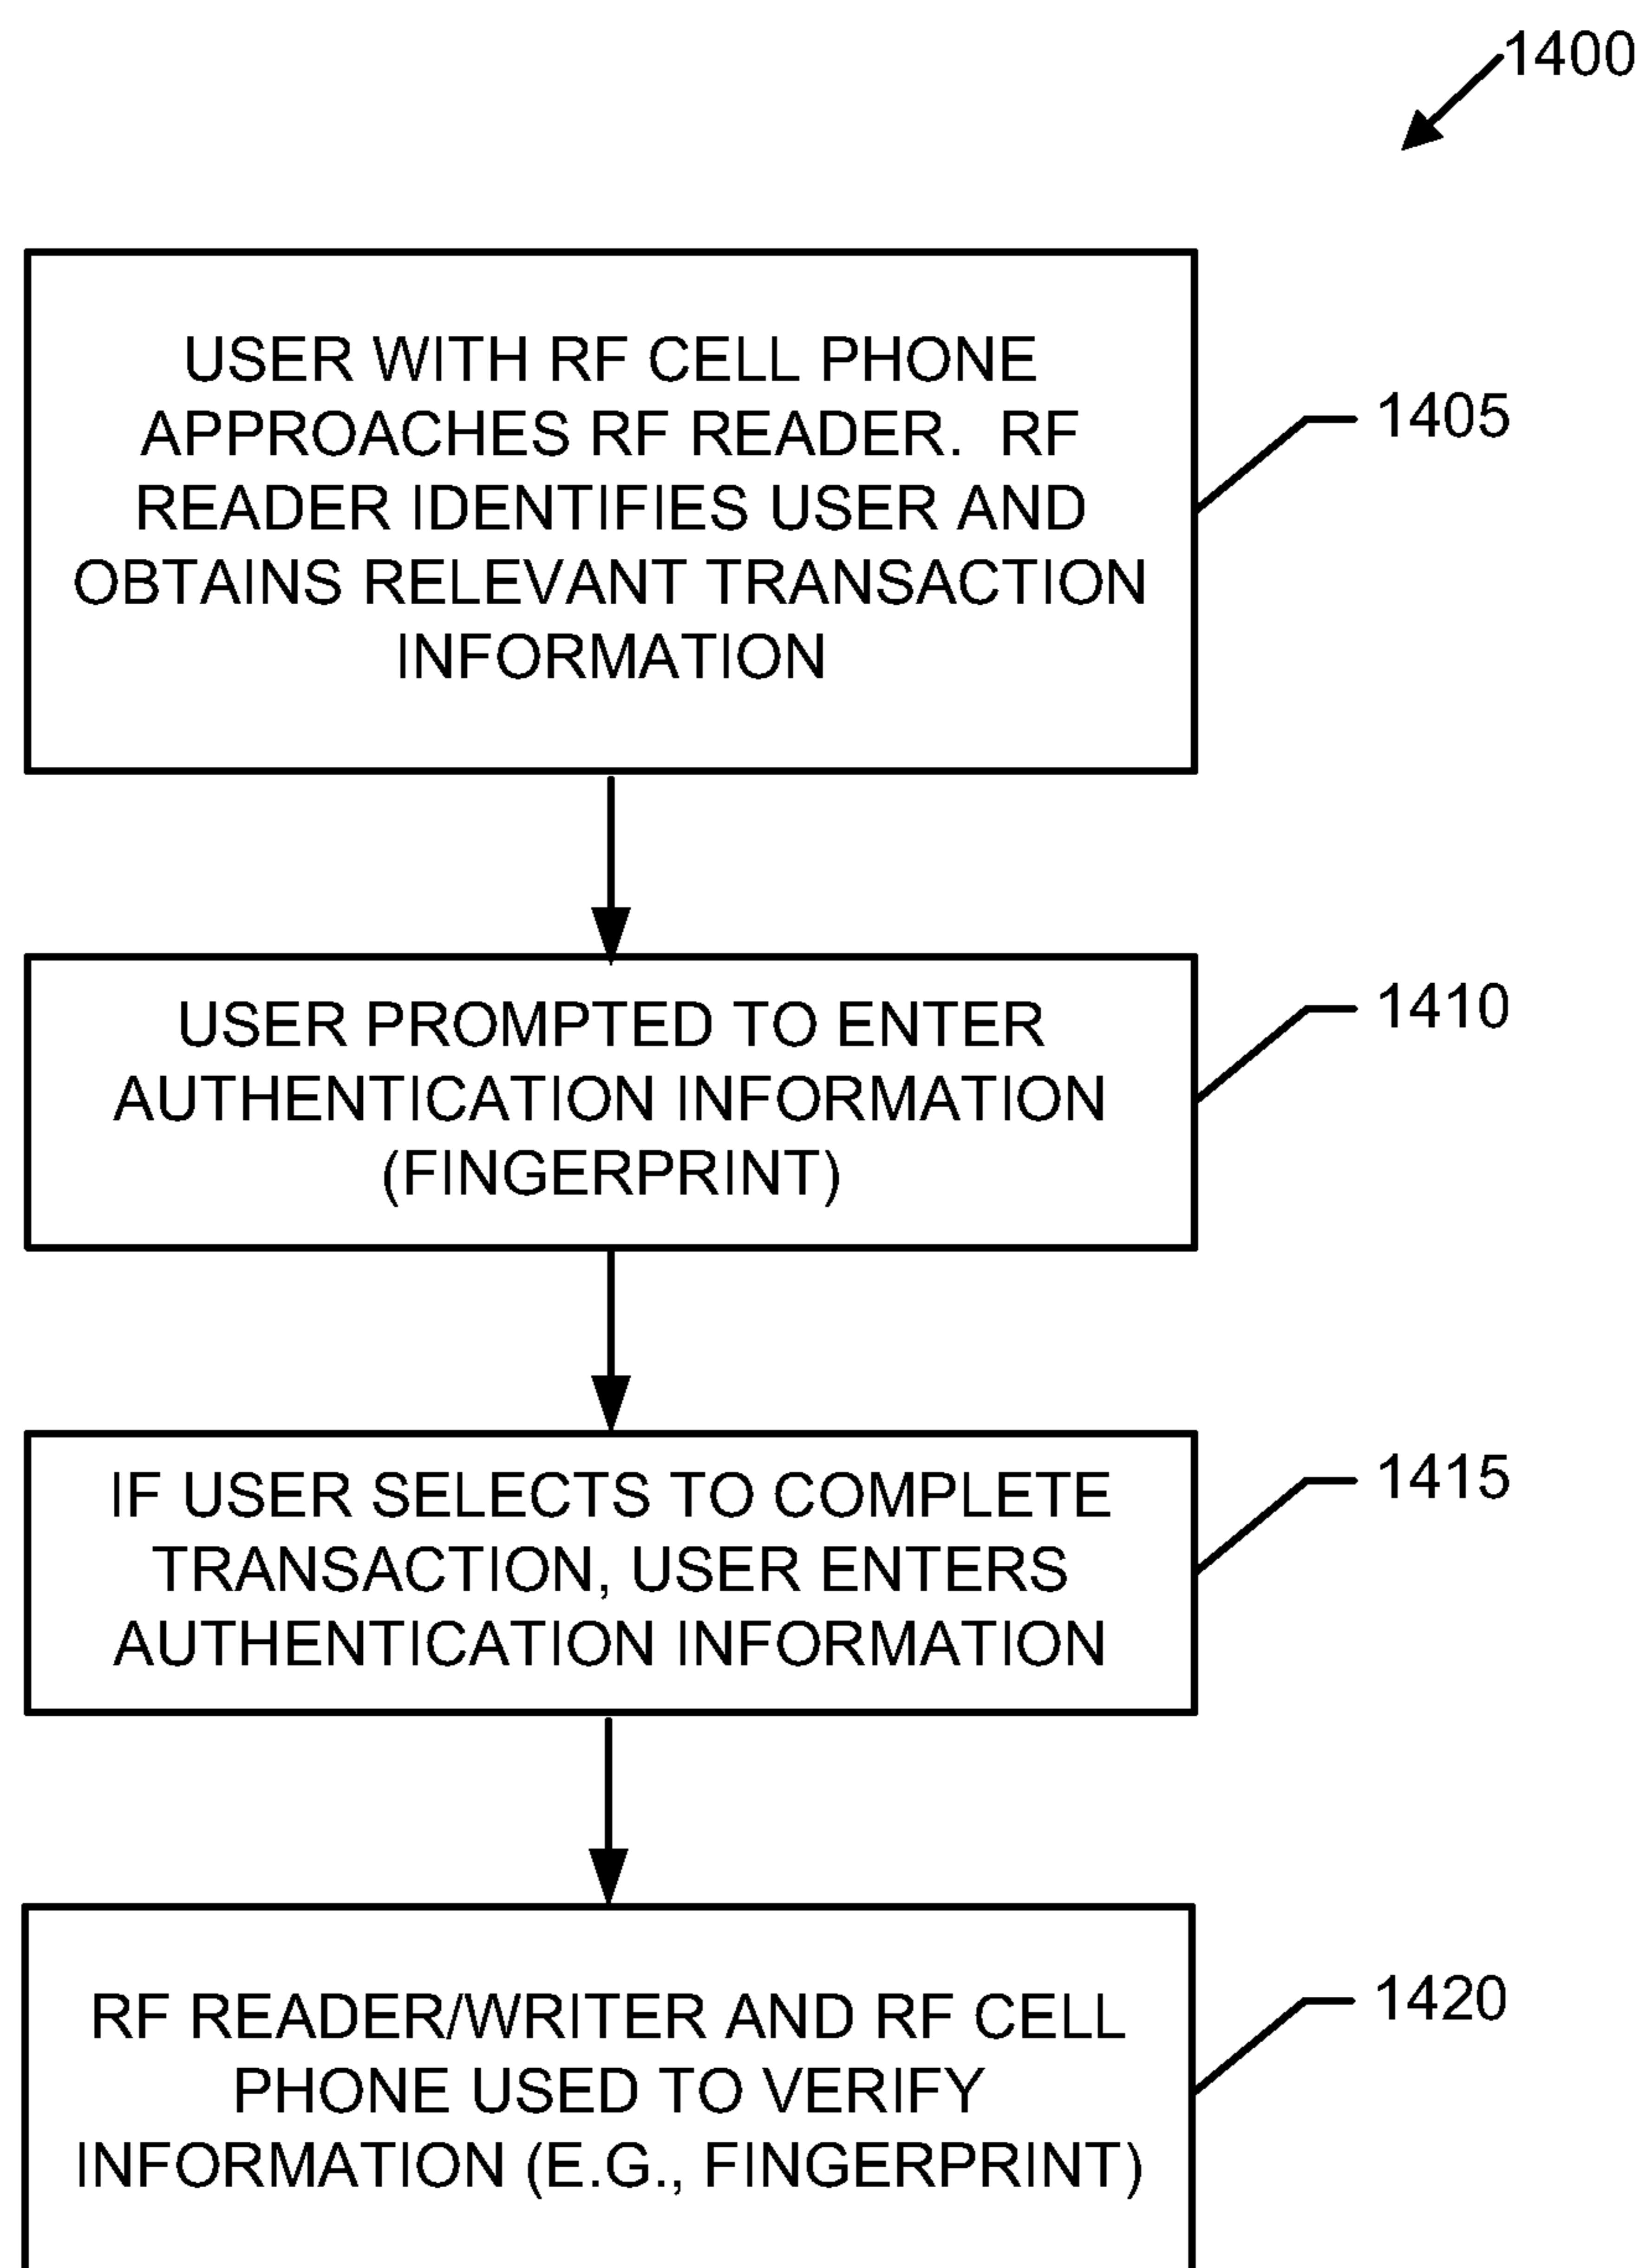 1400
USER WITH RF CELL PHONE
APPROACHES RF READER.  RF
READER IDENTIFIES USER AND
OBTAINS RELEVANT TRANSACTION
INFORMATION
1405
USER PROMPTED TO ENTER
AUTHENTICATION INFORMATION
(FINGERPRINT)
1410
IF USER SELECTS TO COMPLETE
TRANSACTION, USER ENTERS
AUTHENTICATION INFORMATION
1415
RF READER/WRITER AND RF CELL
PHONE USED TO VERIFY
INFORMATION (E.G., FINGERPRINT)
1420